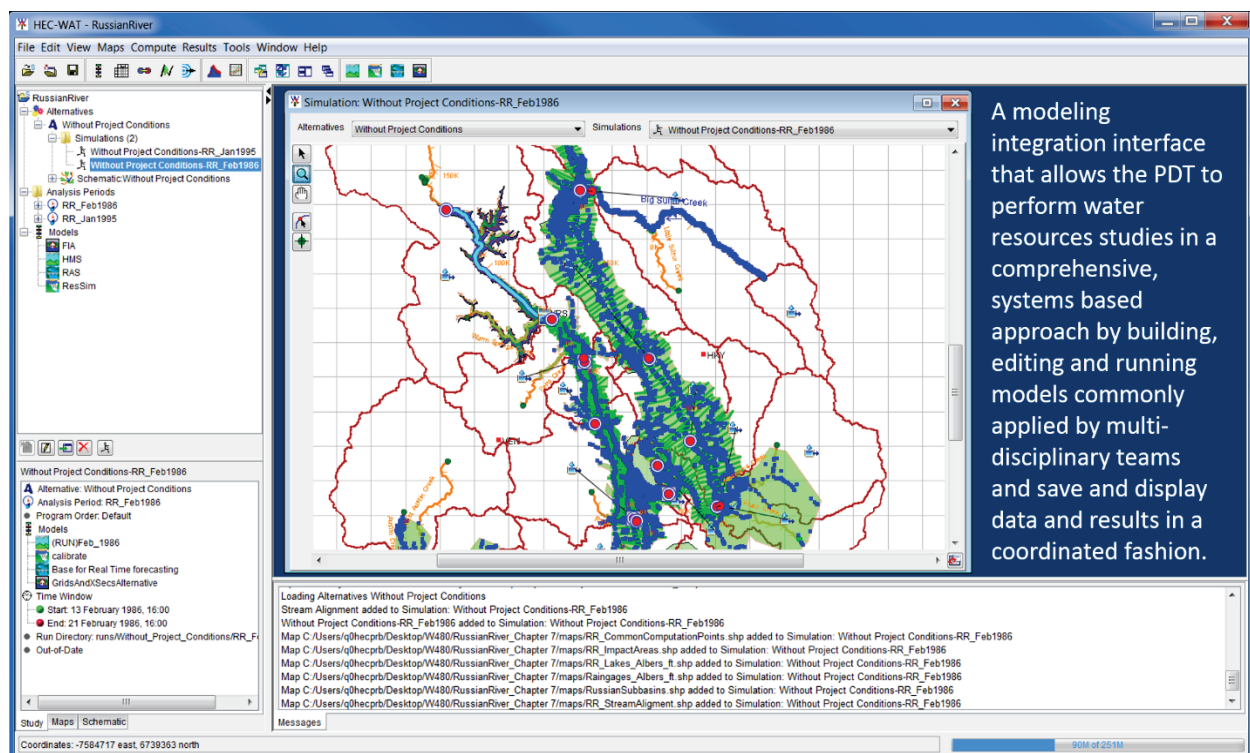 HEC-WAT - RussianRiver
File Edit View Maps Compute Results Tools Window Help
RussianRiver
Alternatives
Without Project Conditions
Simulations (2)
Without Project Conditions-RR_Jan1995
Without Project Conditions-RR_Feb1986
Schematic:Without Project Conditions
Analysis Periods
RR_Feb1986
RR_Jan1995
Models
FIA
HMS
RAS
ResSim
Without Project Conditions-RR_Feb1986
Alternative: Without Project Conditions
Analysis Period: RR_Feb1986
Program Order: Default
Models
(RUN)Feb_1986
calibrate
Base for Real Time forecasting
GridsAndXSecsAlternative
Time Window
Start: 13 February 1986, 16:00
End: 21 February 1986, 16:00
Run Directory: runs/Without_Project_Conditions/RR_F
Out-of-Date
Study Maps Schematic
Simulation: Without Project Conditions-RR_Feb1986
Alternatives Without Project Conditions Simulations Without Project Conditions-RR_Feb1986
150K
Creek
100K
A modeling
integration interface
that allows the PDT to
perform water
resources studies in a
comprehensive,
systems based
approach by building,
editing and running
models commonly
applied by multi-
disciplinary teams
and save and display
data and results in a
coordinated fashion.
Loading Alternatives Without Project Conditions
Stream Alignment added to Simulation: Without Project Conditions-RR_Feb1986
Without Project Conditions-RR_Feb1986 added to Simulation: Without Project Conditions-RR_Feb1986
Map C:/Users/q0hecprb/Desktop/W480/RussianRiver_Chapter 7/maps/RR_CommonComputationPoints.shp added to Simulation: Without Project Conditions-RR_Feb1986
Map C:/Users/q0hecprb/Desktop/W480/RussianRiver_Chapter 7/maps/RR_ImpactAreas.shp added to Simulation: Without Project Conditions-RR_Feb1986
Map C:/Users/q0hecprb/Desktop/W480/RussianRiver_Chapter 7/maps/RR_Lakes_Albers_ft.shp added to Simulation: Without Project Conditions-RR_Feb1986
Map C:/Users/q0hecprb/Desktop/W480/RussianRiver_Chapter 7/maps/Raingages_Albers_ft.shp added to Simulation: Without Project Conditions-RR_Feb1986
Map C:/Users/q0hecprb/Desktop/W480/RussianRiver_Chapter 7/maps/RussianSubbasins.shp added to Simulation: Without Project Conditions-RR_Feb1986
Map C:/Users/q0hecprb/Desktop/W480/RussianRiver_Chapter 7/maps/RR_StreamAligment.shp added to Simulation: Without Project Conditions-RR_Feb1986
Messages
Coordinates: -7584717 east, 6739363 north
90M of 251M